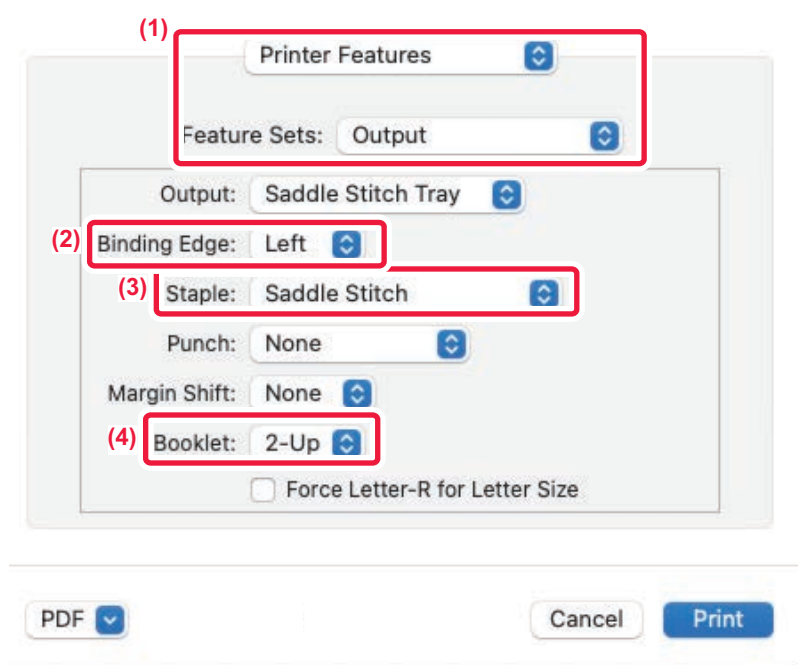 (1)
Printer Features
Feature Sets: Output
Output: Saddle Stitch Tray
(2) Binding Edge: Left
(3) Staple: Saddle Stitch
Punch: None
Margin Shift: None
(4) Booklet: 2-Up
Force Letter-R for Letter Size
PDF Cancel Print